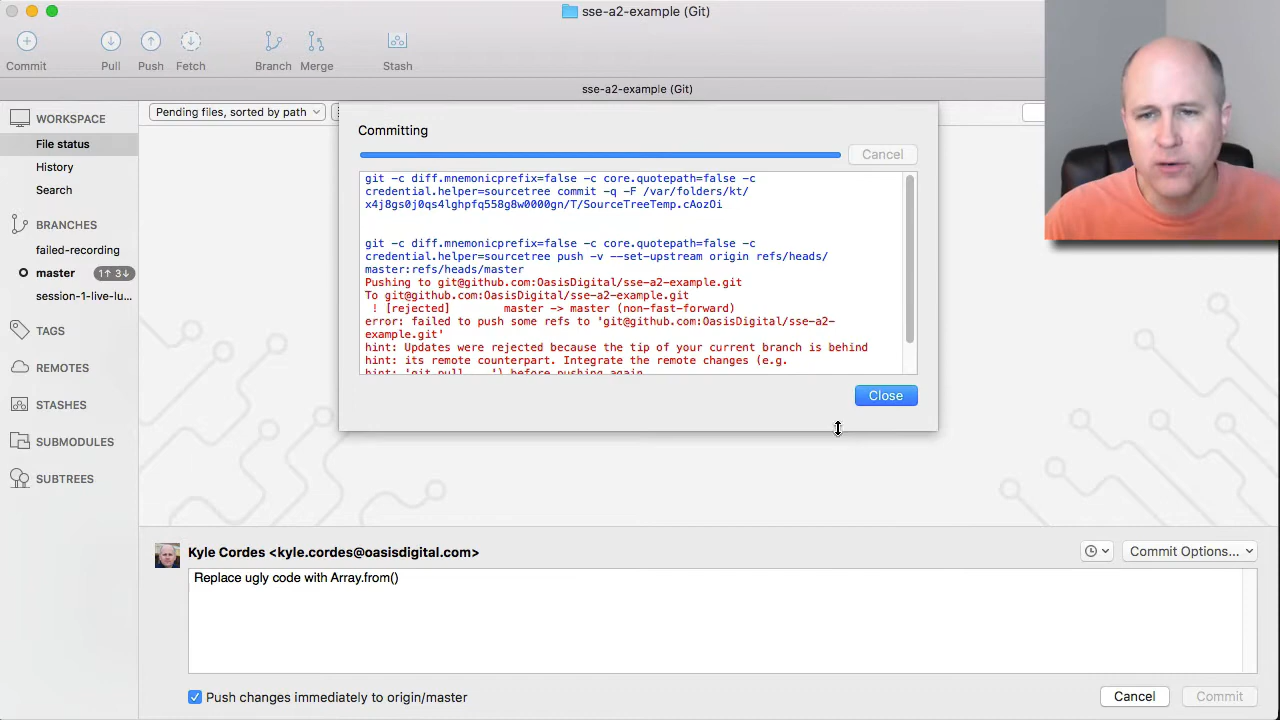 sse-a2-example (Git)
Commit
Pull
Push
Fetch
Branch
Merge
Stash
sse-a2-example (Git)
WORKSPACE
File status
History
Search
BRANCHES
failed-recording
master 1↑ 3↓
session-1-live-lu...
TAGS
REMOTES
STASHES
SUBMODULES
SUBTREES
Pending files, sorted by path
Committing
Cancel
git -c diff.mnemonicprefix=false -c core.quotepath=false -c
credential.helper=sourcetree commit -q -F /var/folders/kt/
x4j8gs0j0qs4lghpfq558g8w0000gn/T/SourceTreeTemp.cAozOi
git -c diff.mnemonicprefix=false -c core.quotepath=false -c
credential.helper=sourcetree push -v --set-upstream origin refs/heads/
master:refs/heads/master
Pushing to git@github.com:OasisDigital/sse-a2-example.git
To git@github.com:OasisDigital/sse-a2-example.git
! [rejected] master -> master (non-fast-forward)
error: failed to push some refs to 'git@github.com:OasisDigital/sse-a2-
example.git'
hint: Updates were rejected because the tip of your current branch is behind
hint: its remote counterpart. Integrate the remote changes (e.g.
hint: 'git pull ...') before pushing again.
Close
Kyle Cordes <kyle.cordes@oasisdigital.com>
Commit Options...
Replace ugly code with Array.from()
Push changes immediately to origin/master
Cancel
Commit